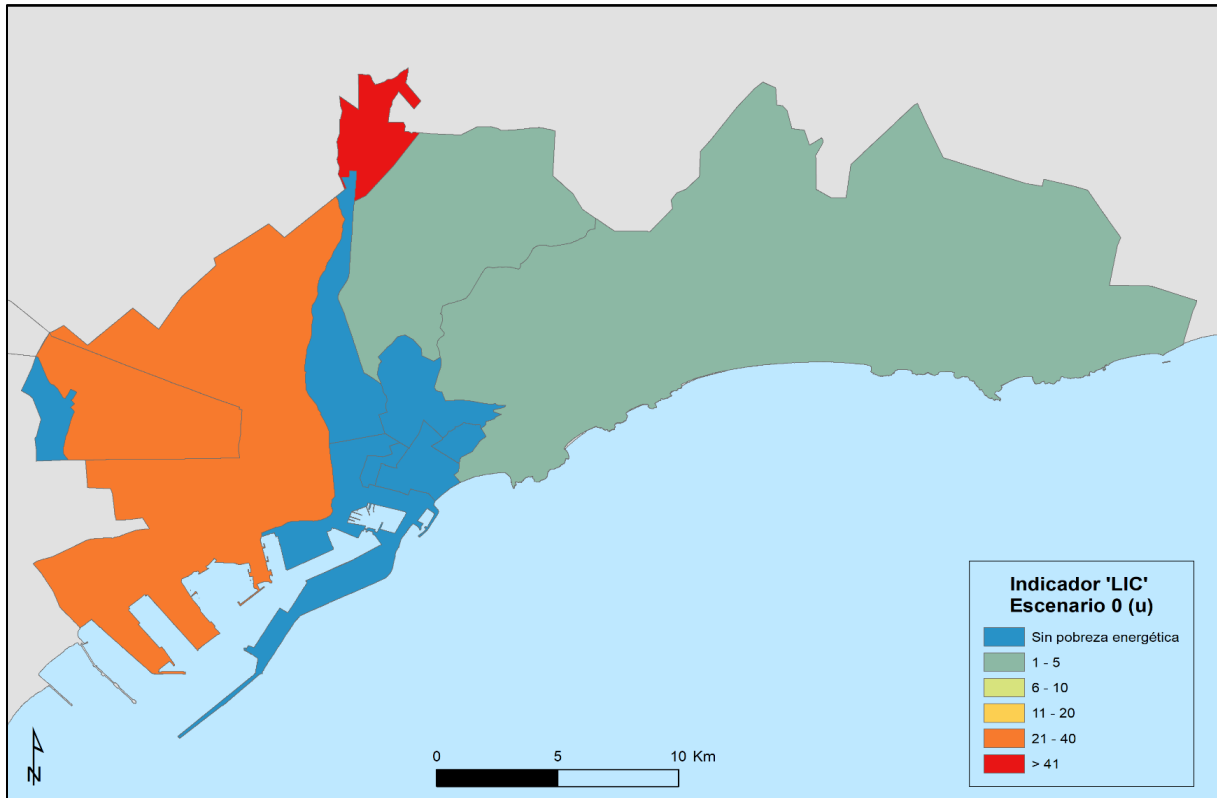 Indicador 'LIC'
Escenario 0 (u)
Sin pobreza energética
1 - 5
6 - 10
11 - 20
21 - 40
> 41
N
0 5 10 Km